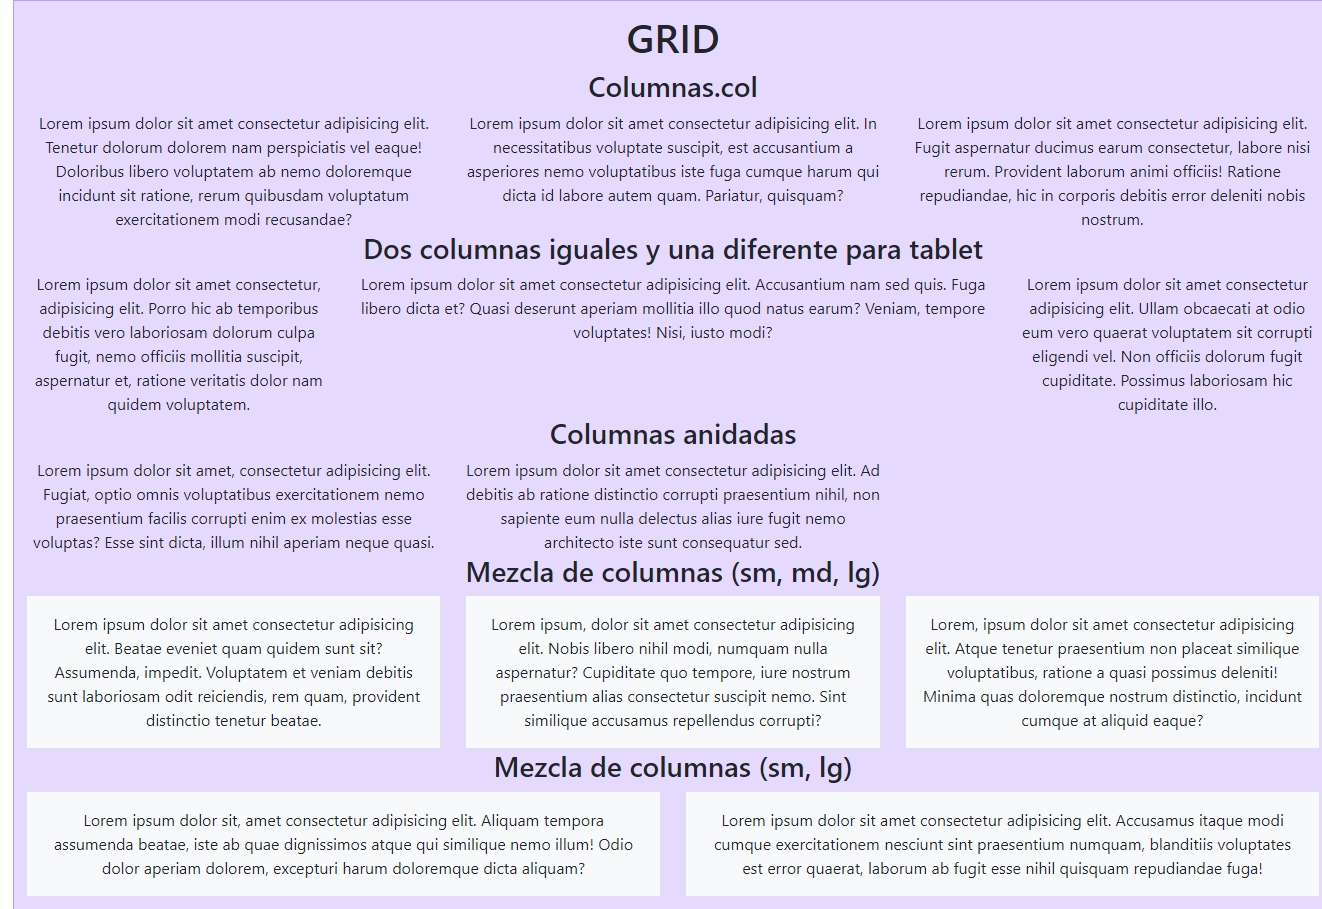 GRID
Columnas.col
Lorem ipsum dolor sit amet consectetur adipisicing elit.
Tenetur dolorum dolorem nam perspiciatis vel eaque!
Doloribus libero voluptatem ab nemo doloremque
incidunt sit ratione, rerum quibusdam voluptatum
exercitationem modi recusandae?
Lorem ipsum dolor sit amet consectetur adipisicing elit. In
necessitatibus voluptate suscipit, est accusantium a
asperiores nemo voluptatibus iste fuga cumque harum qui
dicta id labore autem quam. Pariatur, quisquam?
Lorem ipsum dolor sit amet consectetur adipisicing elit.
Fugit aspernatur ducimus earum consectetur, labore nisi
rerum. Provident laborum animi officiis! Ratione
repudiandae, hic in corporis debitis error deleniti nobis
nostrum.
Dos columnas iguales y una diferente para tablet
Lorem ipsum dolor sit amet consectetur,
adipisicing elit. Porro hic ab temporibus
debitis vero laboriosam dolorum culpa
fugit, nemo officiis mollitia suscipit,
aspernatur et, ratione veritatis dolor nam
quidem voluptatem.
Lorem ipsum dolor sit amet consectetur adipisicing elit. Accusantium nam sed quis. Fuga
libero dicta et? Quasi deserunt aperiam mollitia illo quod natus earum? Veniam, tempore
voluptates! Nisi, iusto modi?
Lorem ipsum dolor sit amet consectetur
adipisicing elit. Ullam obcaecati at odio
eum vero quaerat voluptatem sit corrupti
eligendi vel. Non officiis dolorum fugit
cupiditate. Possimus laboriosam hic
cupiditate illo.
Columnas anidadas
Lorem ipsum dolor sit amet, consectetur adipisicing elit.
Fugiat, optio omnis voluptatibus exercitationem nemo
praesentium facilis corrupti enim ex molestias esse
voluptas? Esse sint dicta, illum nihil aperiam neque quasi.
Lorem ipsum dolor sit amet consectetur adipisicing elit. Ad
debitis ab ratione distinctio corrupti praesentium nihil, non
sapiente eum nulla delectus alias iure fugit nemo
architecto iste sunt consequatur sed.
Mezcla de columnas (sm, md, lg)
Lorem ipsum dolor sit amet consectetur adipisicing
elit. Beatae eveniet quam quidem sunt sit?
Assumenda, impedit. Voluptatem et veniam debitis
sunt laboriosam odit reiciendis, rem quam, provident
distinctio tenetur beatae.
Lorem ipsum, dolor sit amet consectetur adipisicing
elit. Nobis libero nihil modi, numquam nulla
aspernatur? Cupiditate quo tempore, iure nostrum
praesentium alias consectetur suscipit nemo. Sint
similique accusamus repellendus corrupti?
Lorem, ipsum dolor sit amet consectetur adipisicing
elit. Atque tenetur praesentium non placeat similique
voluptatibus, ratione a quasi possimus deleniti!
Minima quas doloremque nostrum distinctio, incidunt
cumque at aliquid eaque?
Mezcla de columnas (sm, lg)
Lorem ipsum dolor sit, amet consectetur adipisicing elit. Aliquam tempora
assumenda beatae, iste ab quae dignissimos atque qui similique nemo illum! Odio
dolor aperiam dolorem, excepturi harum doloremque dicta aliquam?
Lorem ipsum dolor sit amet consectetur adipisicing elit. Accusamus itaque modi
cumque exercitationem nesciunt sint praesentium numquam, blanditiis voluptates
est error quaerat, laborum ab fugit esse nihil quisquam repudiandae fuga!